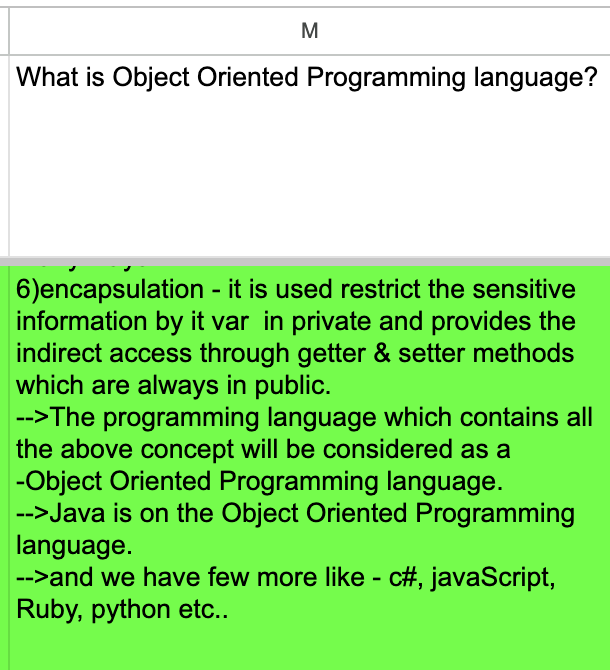 M
What is Object Oriented Programming language?
6)encapsulation - it is used restrict the sensitive
information by it var  in private and provides the
indirect access through getter & setter methods
which are always in public.
-->The programming language which contains all
the above concept will be considered as a
-Object Oriented Programming language.
-->Java is on the Object Oriented Programming
language.
-->and we have few more like - c#, javaScript,
Ruby, python etc..